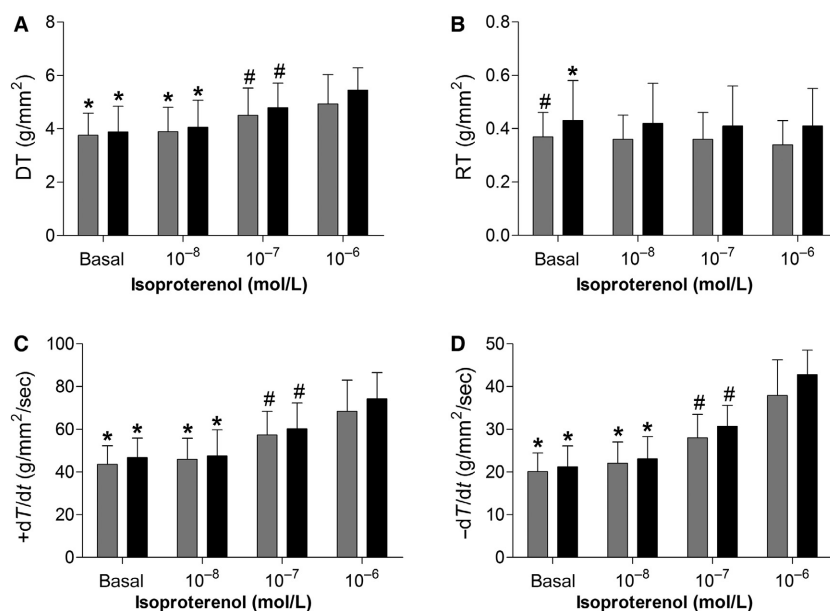 A
DT (g/mm²)
8
6
4
2
0
* * * * # #
Basal 10⁻⁸ 10⁻⁷ 10⁻⁶
Isoproterenol (mol/L)
B
RT (g/mm²)
0.8
0.6
0.4
0.2
0.0
# *
Basal 10⁻⁸ 10⁻⁷ 10⁻⁶
Isoproterenol (mol/L)
C
+dT/dt (g/mm²/sec)
100
80
60
40
20
0
* * * * # #
Basal 10⁻⁸ 10⁻⁷ 10⁻⁶
Isoproterenol (mol/L)
D
−dT/dt (g/mm²/sec)
50
40
30
20
10
0
* * * * # #
Basal 10⁻⁸ 10⁻⁷ 10⁻⁶
Isoproterenol (mol/L)